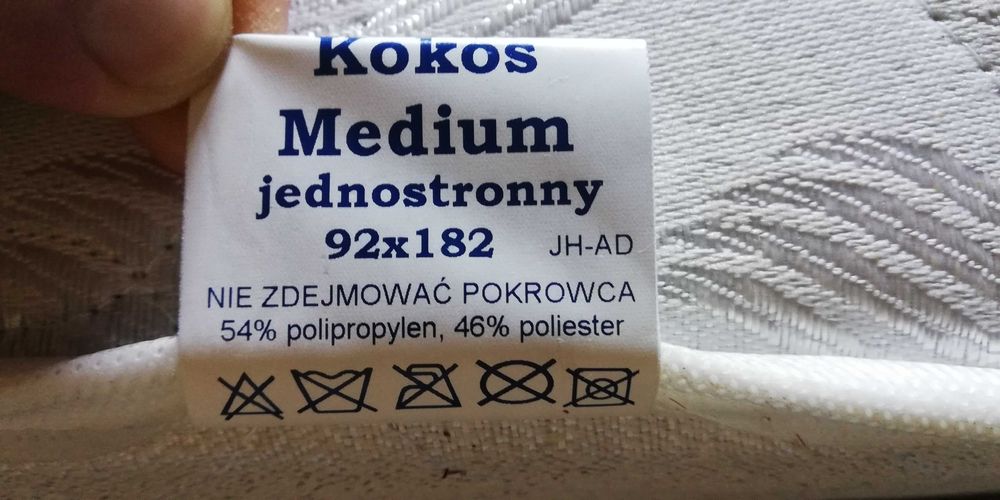 Kokos
Medium
jednostronny
92x182 JH-AD
NIE ZDEJMOWAĆ POKROWCA
54% polipropylen, 46% poliester